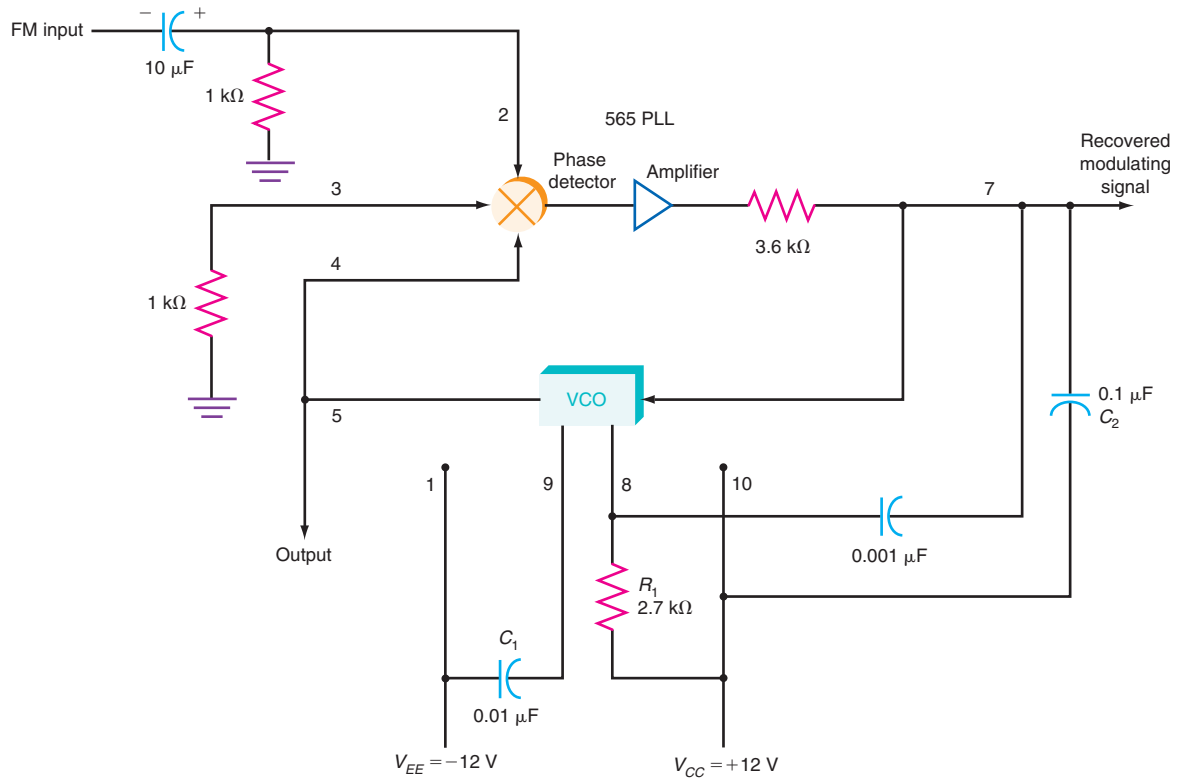 − +
FM input
10 μF
1 kΩ
2
565 PLL
Phase
detector
Amplifier
Recovered
modulating
signal
3
7
3.6 kΩ
4
1 kΩ
VCO
5
0.1 μF
C₂
1
9
8
10
Output
0.001 μF
R₁
2.7 kΩ
C₁
0.01 μF
V_EE = −12 V
V_CC = +12 V